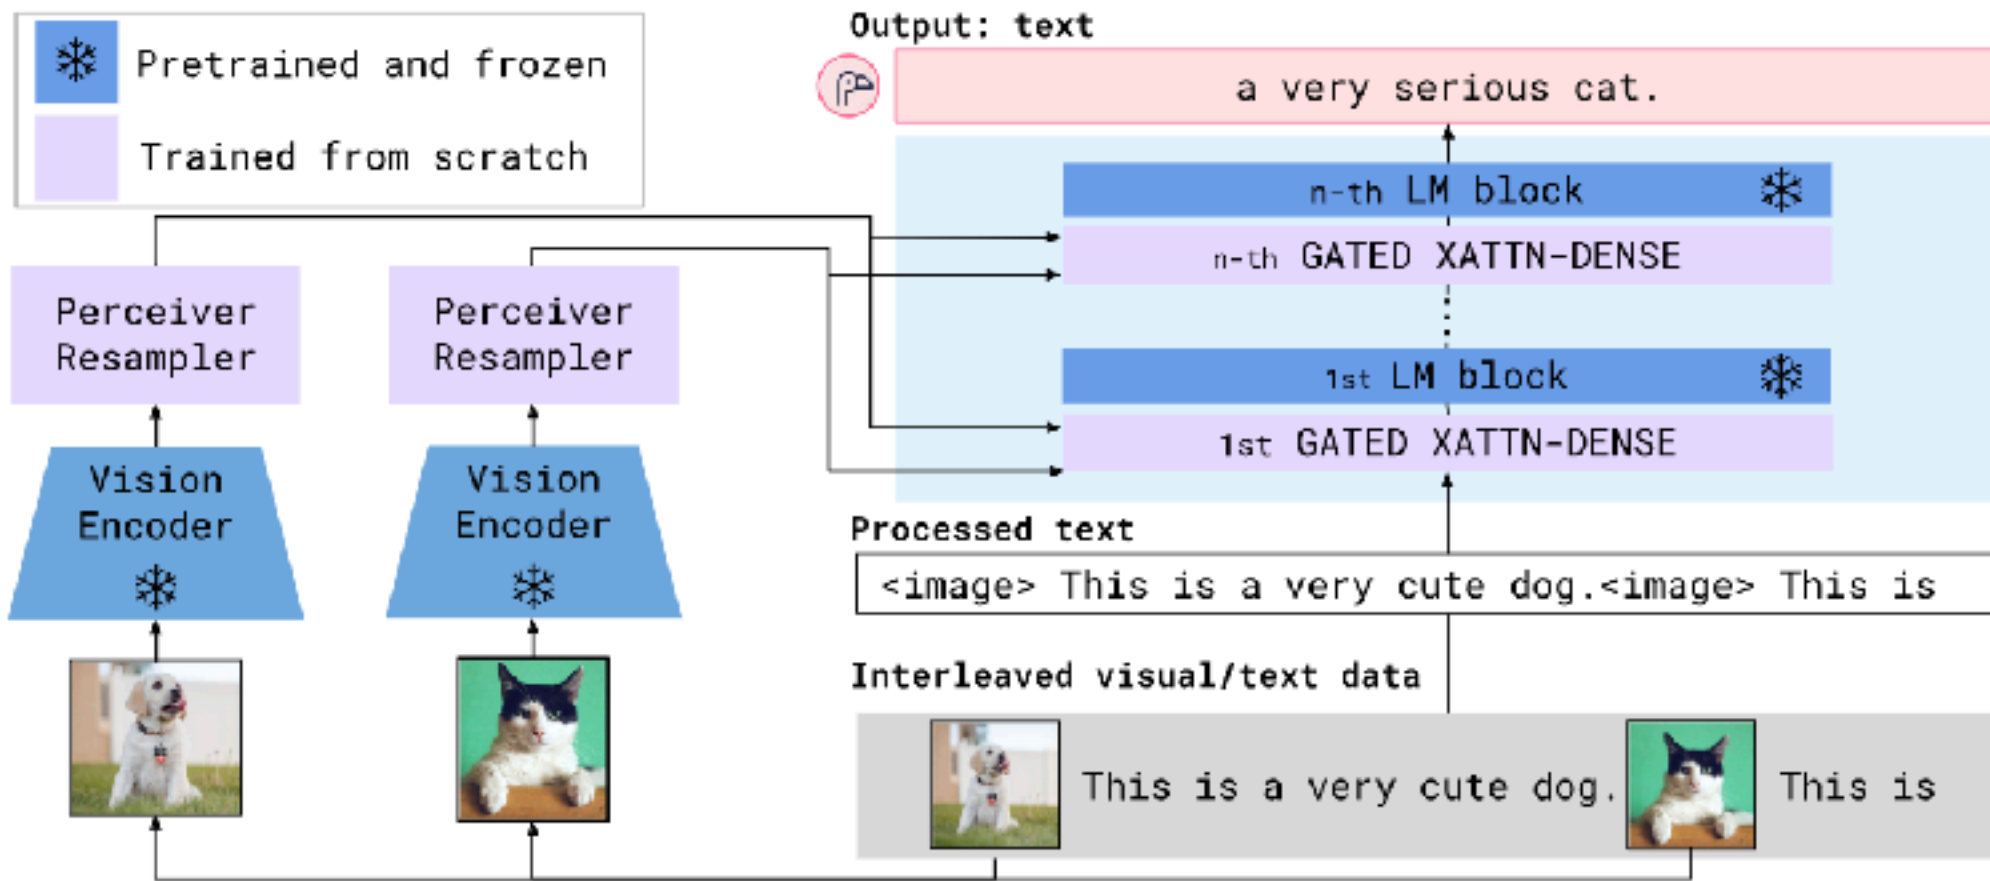 Pretrained and frozen
Trained from scratch
Output: text
a very serious cat.
n-th LM block
n-th GATED XATTN-DENSE
1st LM block
1st GATED XATTN-DENSE
Perceiver
Resampler
Perceiver
Resampler
Vision
Encoder
Vision
Encoder
Processed text
<image> This is a very cute dog.<image> This is
Interleaved visual/text data
This is a very cute dog.
This is